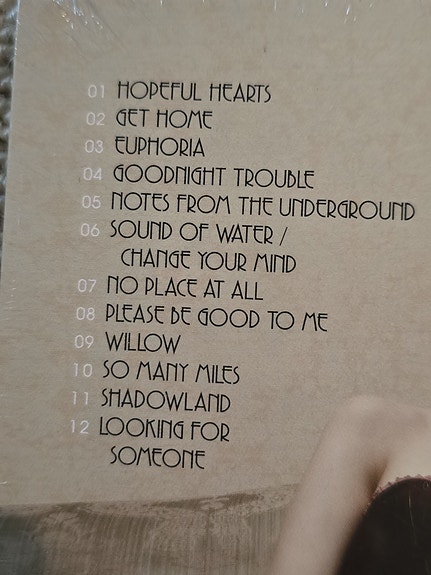 01 HOPEFUL HEARTS
02 GET HOME
03 EUPHORIA
04 GOODNIGHT TROUBLE
05 NOTES FROM THE UNDERGROUND
06 SOUND OF WATER /
CHANGE YOUR MIND
07 NO PLACE AT ALL
08 PLEASE BE GOOD TO ME
09 WILLOW
10 SO MANY MILES
11 SHADOWLAND
12 LOOKING FOR
SOMEONE